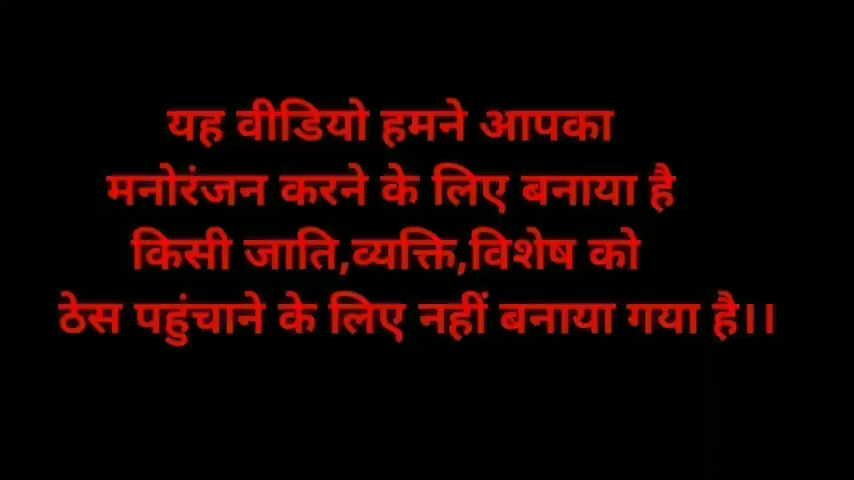 यह वीडियो हमने आपका
मनोरंजन करने के लिए बनाया है
किसी जाति,व्यक्ति,विशेष को
ठेस पहुंचाने के लिए नहीं बनाया गया है।।